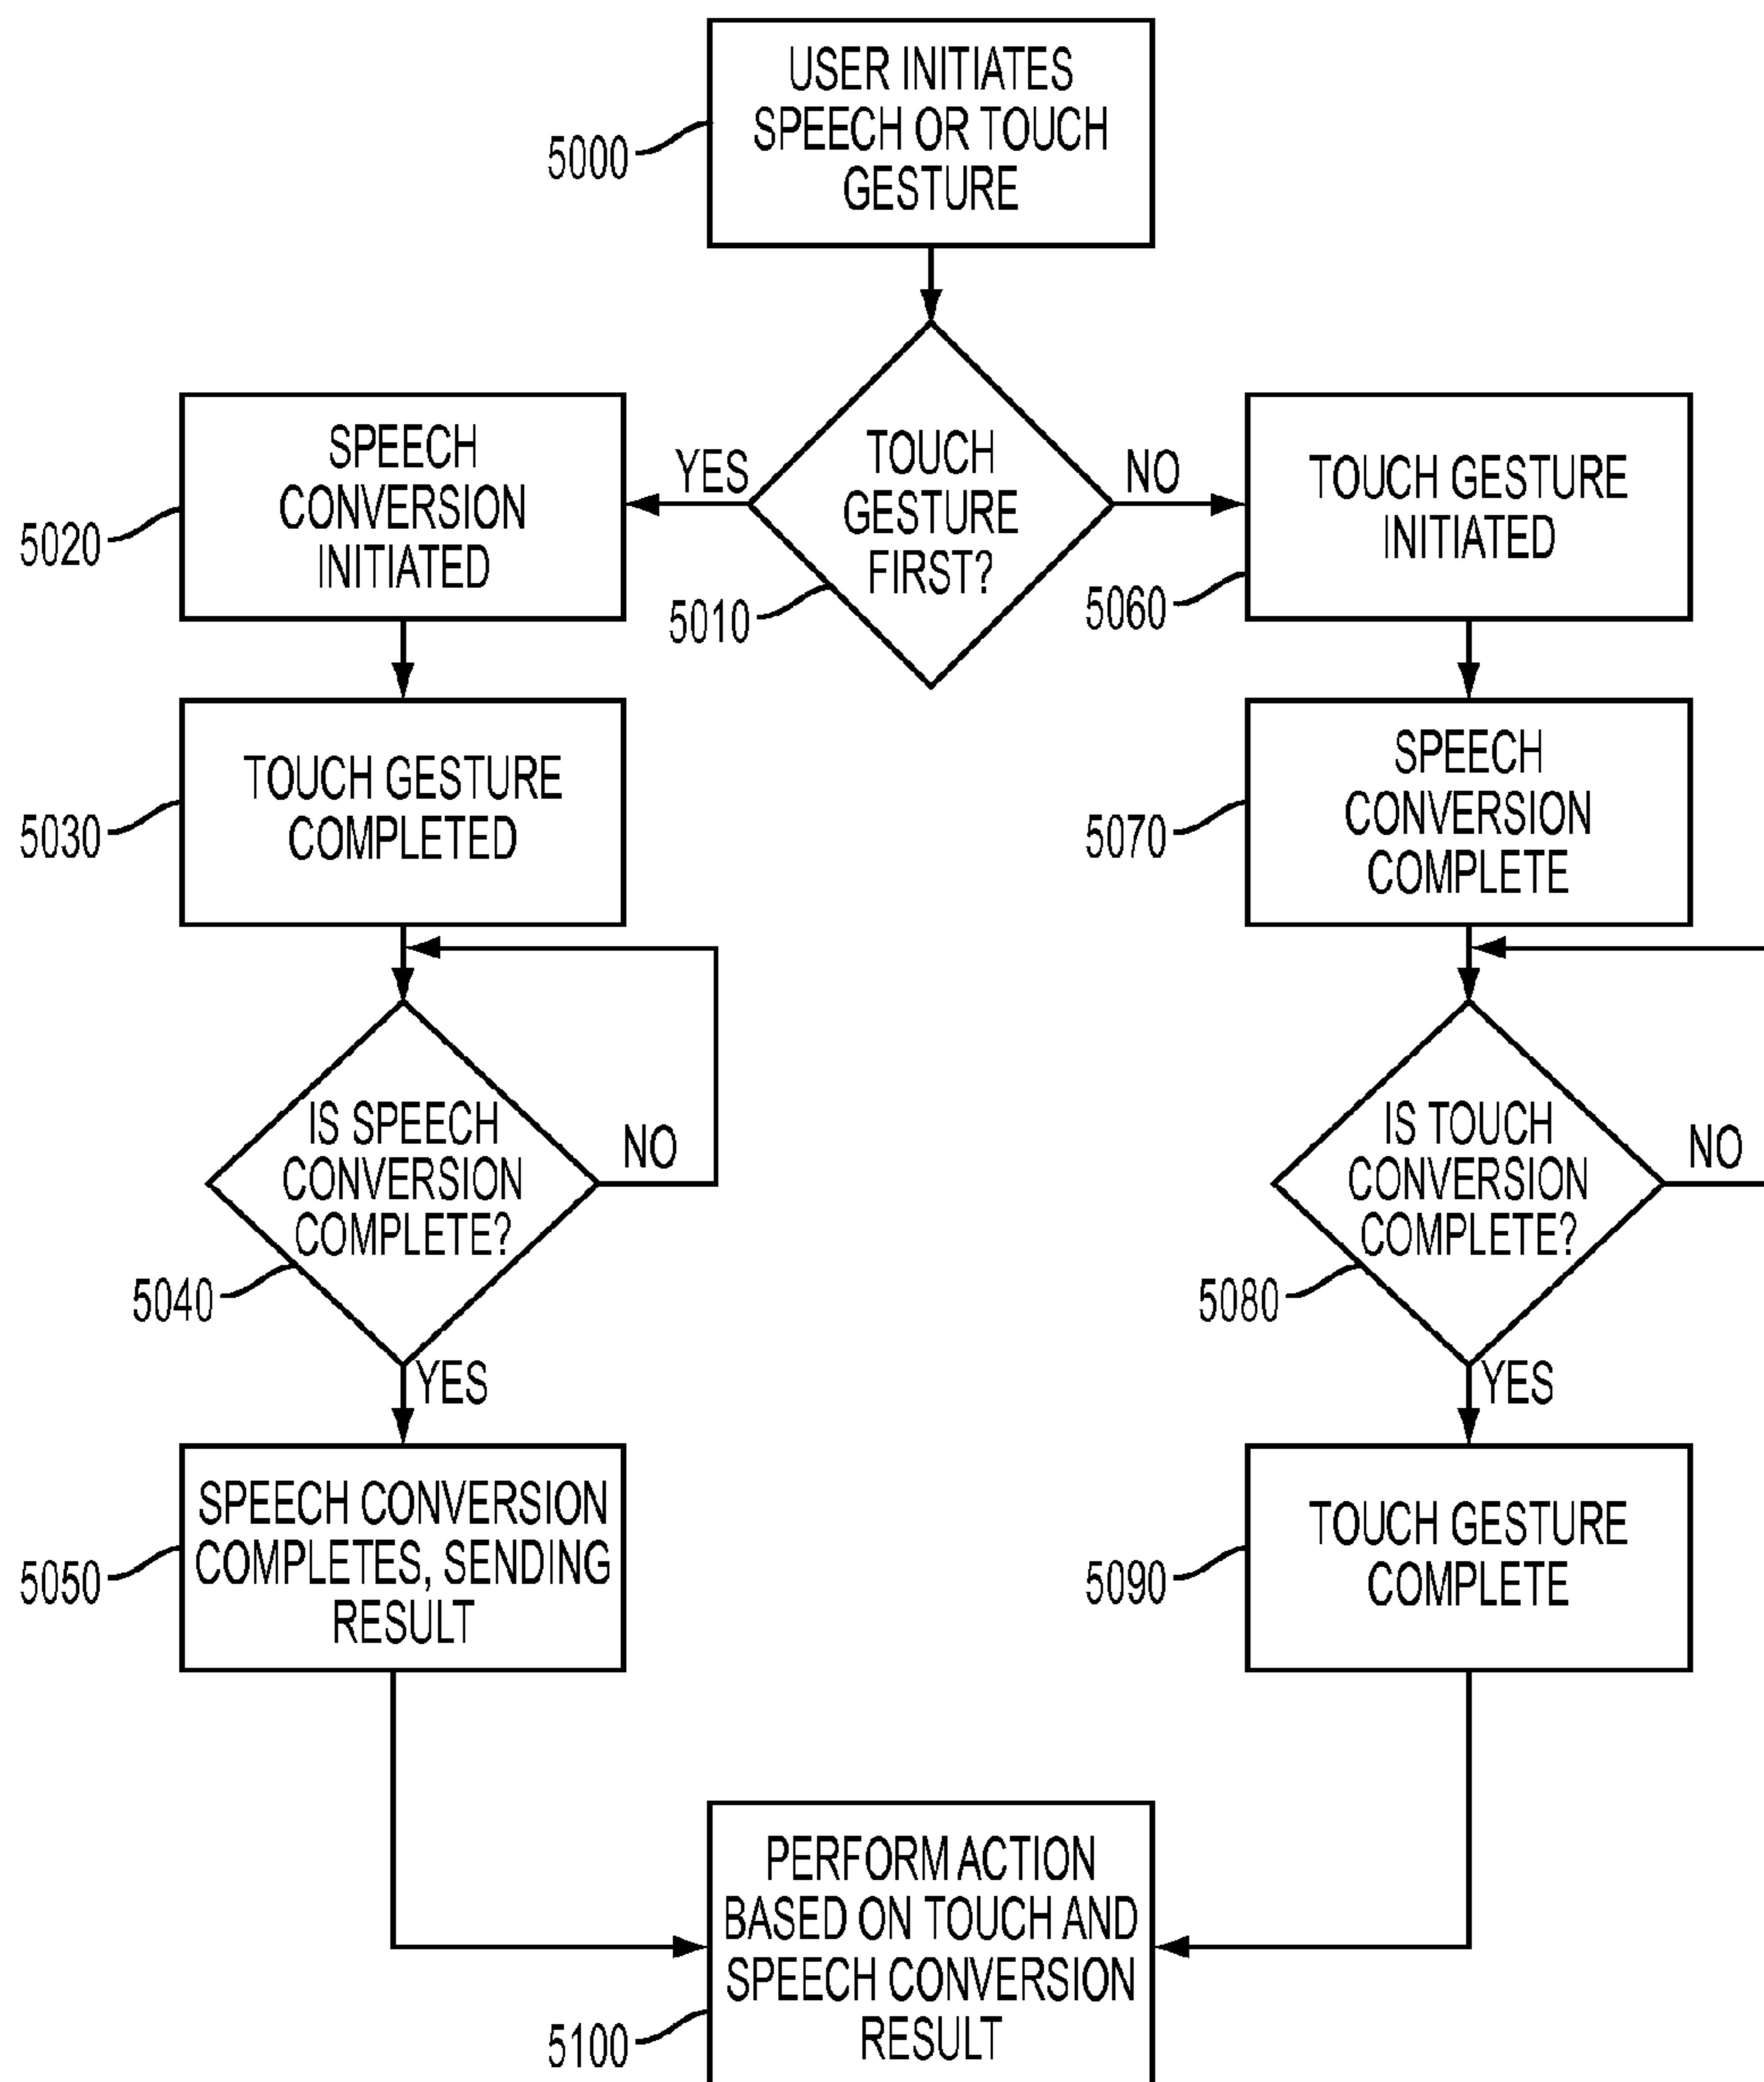 USER INITIATES
SPEECH OR TOUCH
GESTURE
5000
TOUCH
GESTURE
FIRST?
5010
YES
NO
SPEECH
CONVERSION
INITIATED
5020
TOUCH GESTURE
COMPLETED
5030
IS SPEECH
CONVERSION
COMPLETE?
5040
NO
YES
SPEECH CONVERSION
COMPLETES, SENDING
RESULT
5050
TOUCH GESTURE
INITIATED
5060
SPEECH
CONVERSION
COMPLETE
5070
IS TOUCH
CONVERSION
COMPLETE?
5080
NO
YES
TOUCH GESTURE
COMPLETE
5090
PERFORM ACTION
BASED ON TOUCH AND
SPEECH CONVERSION
RESULT
5100